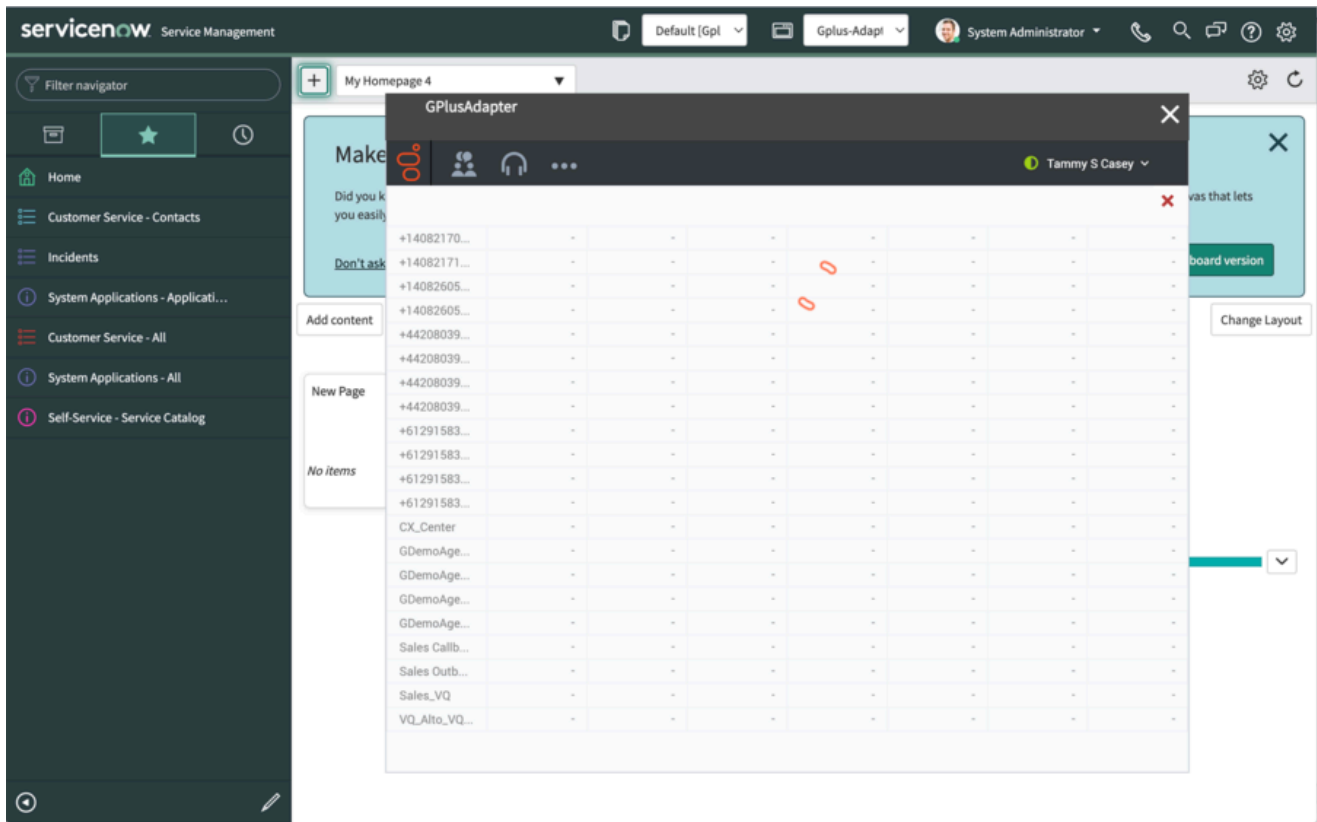 servicenow. Service Management
Default [Gpl
Gplus-Adapt
System Administrator
Filter navigator
Home
Customer Service - Contacts
Incidents
System Applications - Applicati...
Customer Service - All
System Applications - All
Self-Service - Service Catalog
My Homepage 4
Make
Did you k
you easily
Don't ask
vas that lets
board version
Add content
Change Layout
New Page
No items
GPlusAdapter
Tammy S Casey
+14082170... - - - - - - -
+14082171... - - - - - - -
+14082605... - - - - - - -
+14082605... - - - - - - -
+44208039... - - - - - - -
+44208039... - - - - - - -
+44208039... - - - - - - -
+44208039... - - - - - - -
+61291583... - - - - - - -
+61291583... - - - - - - -
+61291583... - - - - - - -
+61291583... - - - - - - -
CX_Center - - - - - - -
GDemoAge... - - - - - - -
GDemoAge... - - - - - - -
GDemoAge... - - - - - - -
GDemoAge... - - - - - - -
Sales Callb... - - - - - - -
Sales Outb... - - - - - - -
Sales_VQ - - - - - - -
VQ_Alto_VQ... - - - - - - -